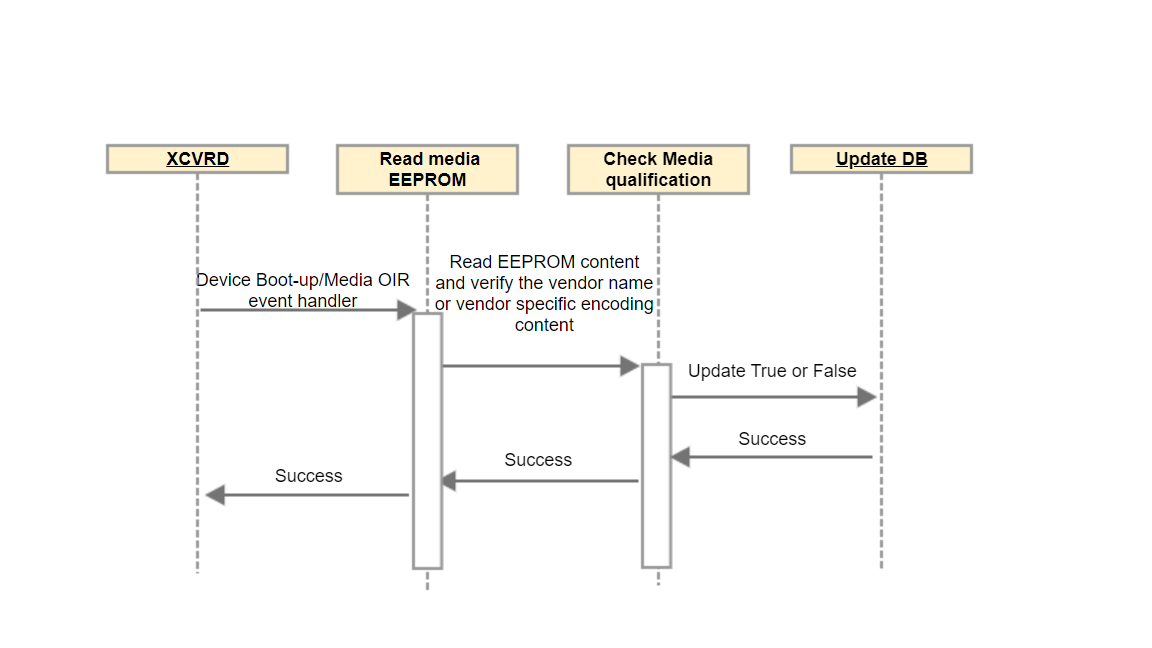 XCVRD
Read media
EEPROM
Check Media
qualification
Update DB
Device Boot-up/Media OIR
event handler
Read EEPROM content
and verify the vendor name
or vendor specific encoding
content
Update True or False
Success
Success
Success